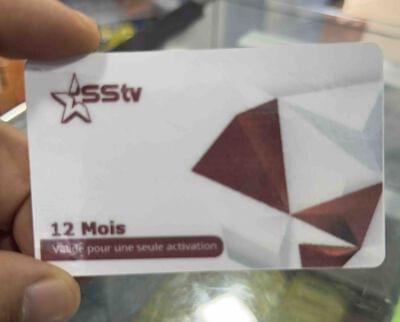 SStv
12 Mois
Valide pour une seule activation